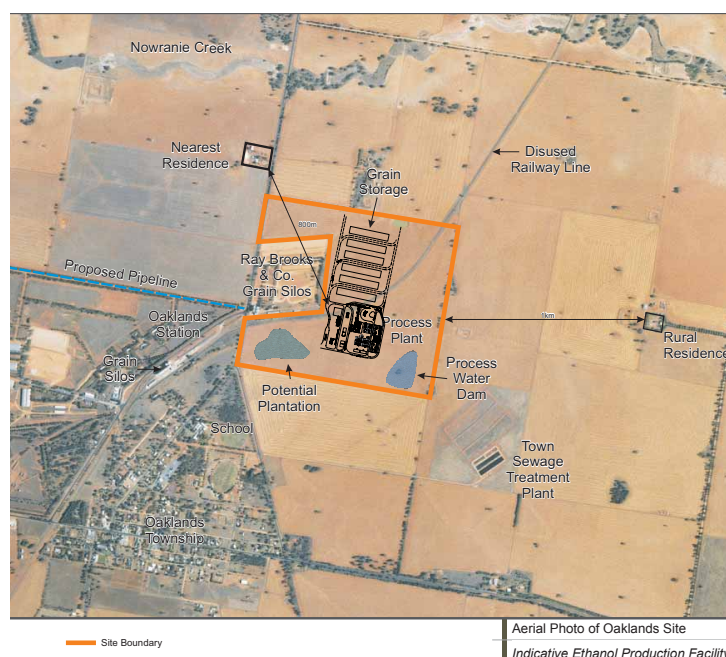 Nowranie Creek
Nearest
Residence
Disused
Railway Line
Grain
Storage
800m
Ray Brooks
& Co.
Grain Silos
Proposed Pipeline
Oaklands
Station
1km
Process
Plant
Rural
Residence
Grain
Silos
Process
Water
Dam
Potential
Plantation
School
Town
Sewage
Treatment
Plant
Oaklands
Township
Site Boundary
Aerial Photo of Oaklands Site
Indicative Ethanol Production Facility